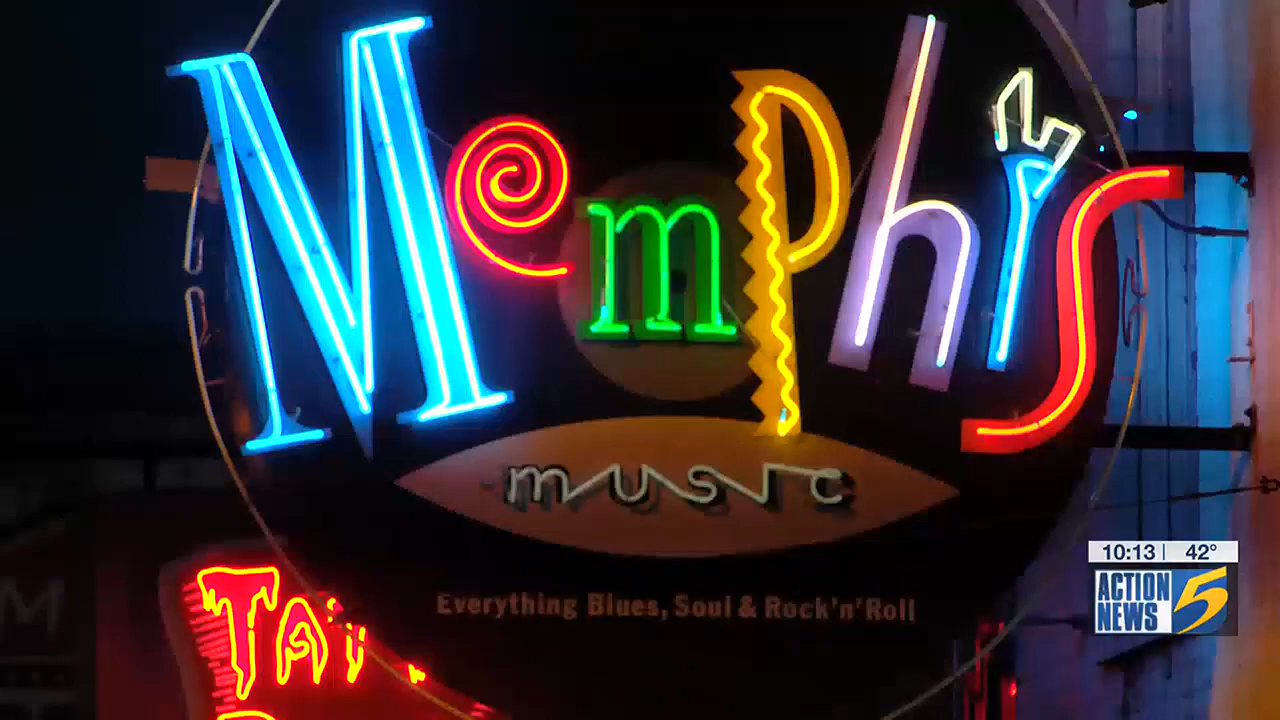 Memphis
music
Everything Blues, Soul & Rock'n'Roll
10:13 | 42°
ACTION
NEWS 5